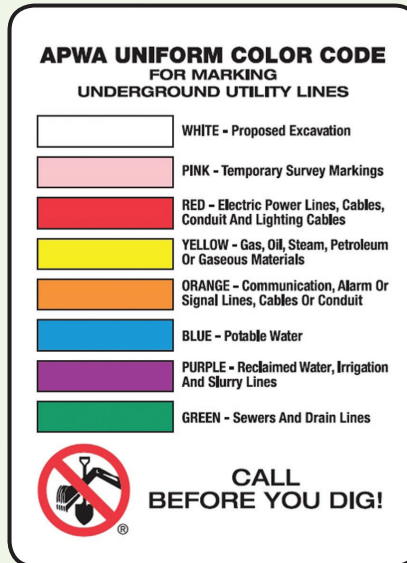 APWA UNIFORM COLOR CODE
FOR MARKING
UNDERGROUND UTILITY LINES
WHITE - Proposed Excavation
PINK - Temporary Survey Markings
RED - Electric Power Lines, Cables,
Conduit And Lighting Cables
YELLOW - Gas, Oil, Steam, Petroleum
Or Gaseous Materials
ORANGE - Communication, Alarm Or
Signal Lines, Cables Or Conduit
BLUE - Potable Water
PURPLE - Reclaimed Water, Irrigation
And Slurry Lines
GREEN - Sewers And Drain Lines
®
CALL
BEFORE YOU DIG!